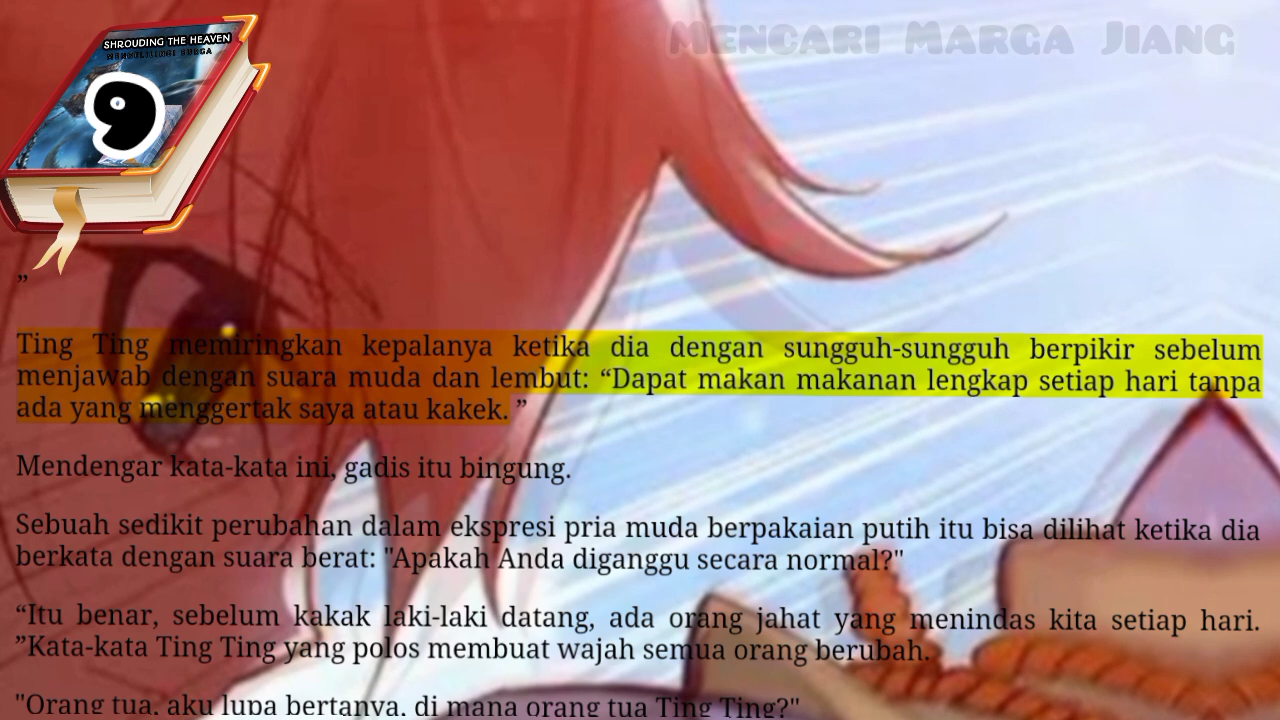 Mencari Marga Jiang
SHROUDING THE HEAVEN
9
”
Ting Ting memiringkan kepalanya ketika dia dengan sungguh-sungguh berpikir sebelum
menjawab dengan suara muda dan lembut: “Dapat makan makanan lengkap setiap hari tanpa
ada yang menggertak saya atau kakek. ”
Mendengar kata-kata ini, gadis itu bingung.
Sebuah sedikit perubahan dalam ekspresi pria muda berpakaian putih itu bisa dilihat ketika dia
berkata dengan suara berat: "Apakah Anda diganggu secara normal?"
“Itu benar, sebelum kakak laki-laki datang, ada orang jahat yang menindas kita setiap hari.
”Kata-kata Ting Ting yang polos membuat wajah semua orang berubah.
"Orang tua, aku lupa bertanya, di mana orang tua Ting Ting?"